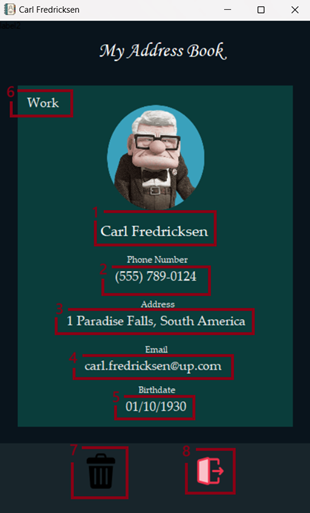 Carl Fredricksen
My Address Book
6
Work
1
Carl Fredricksen
Phone Number
2
(555) 789-0124
Address
3
1 Paradise Falls, South America
Email
4
carl.fredricksen@up.com
Birthdate
5
01/10/1930
7
8